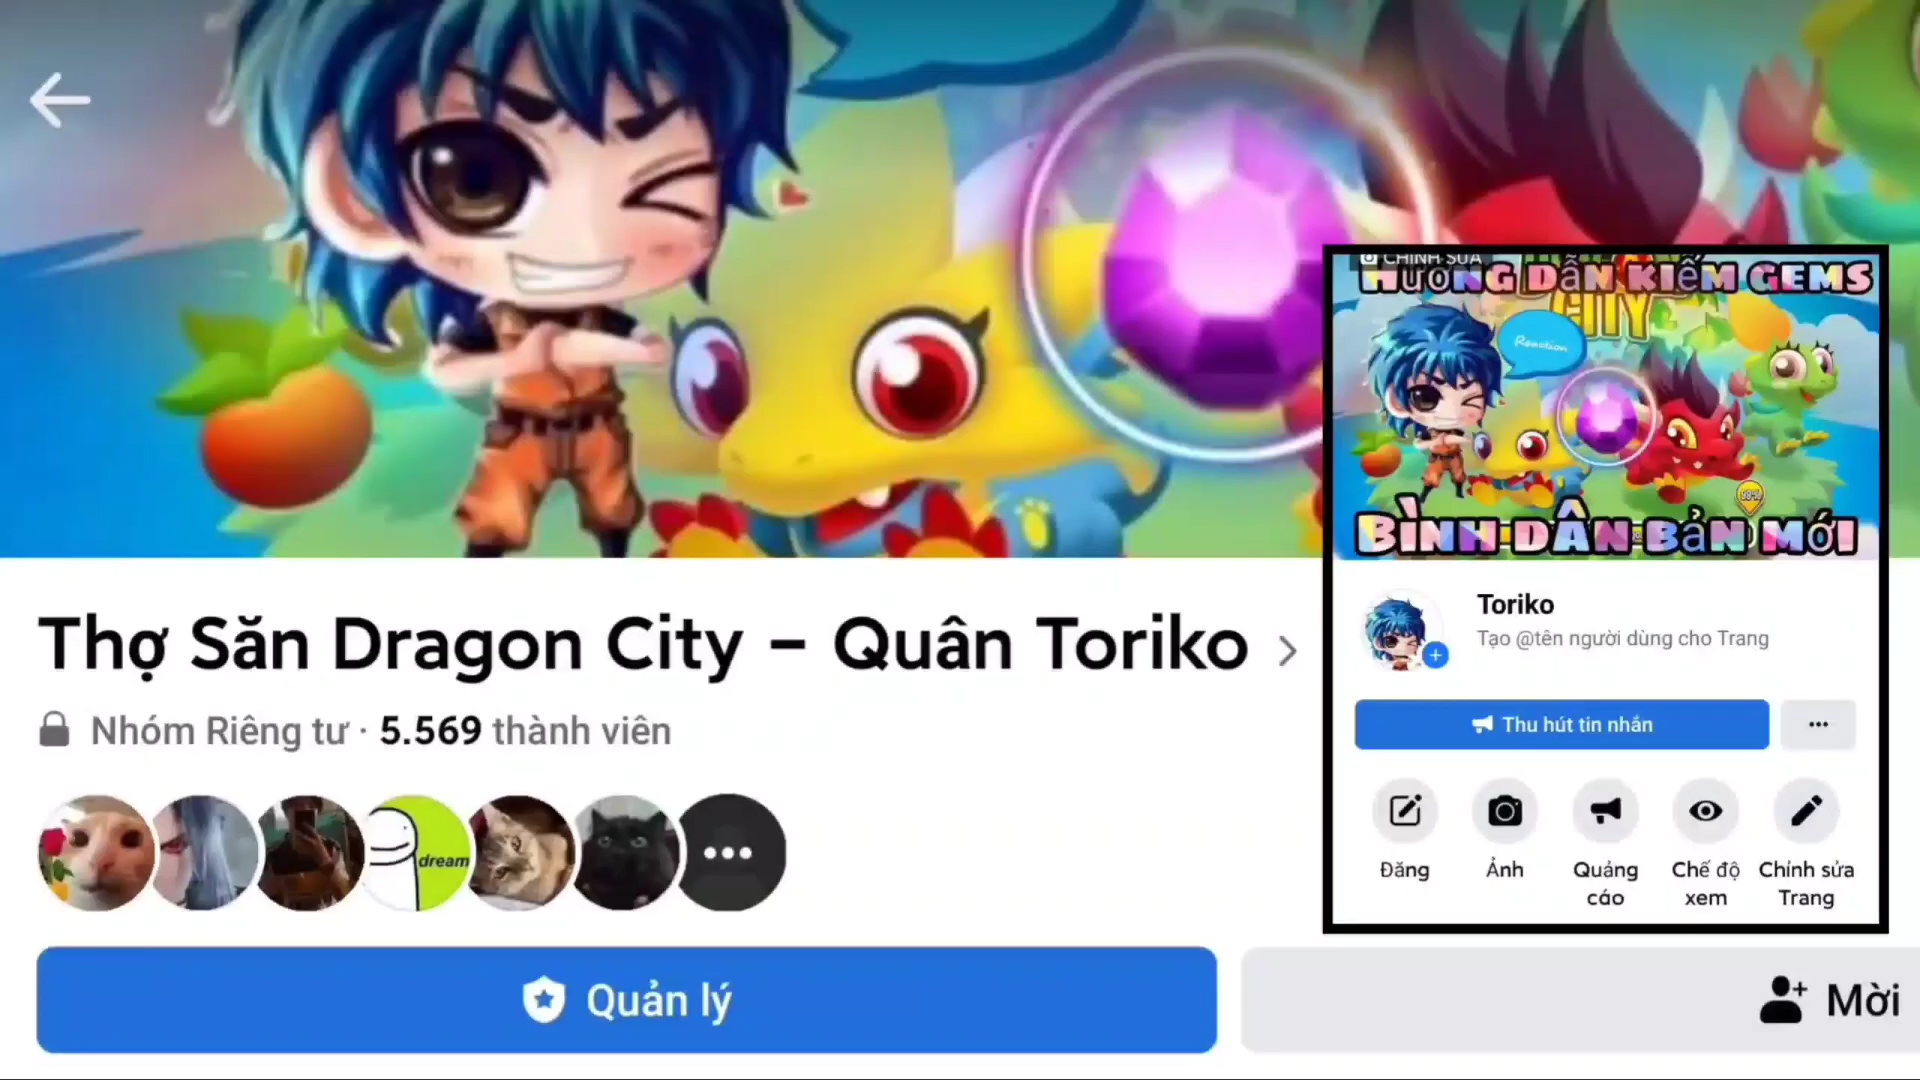 Thợ Săn Dragon City – Quân Toriko
Nhóm Riêng tư · 5.569 thành viên
dream
Quản lý
Mời
CHỈNH SỬA
HƯỚNG DẪN KIẾM GEMS
CITY
Reaction
BÌNH DÂN BẢN MỚI
Toriko
Tạo @tên người dùng cho Trang
Thu hút tin nhắn
Đăng
Ảnh
Quảng cáo
Chế độ xem
Chỉnh sửa Trang